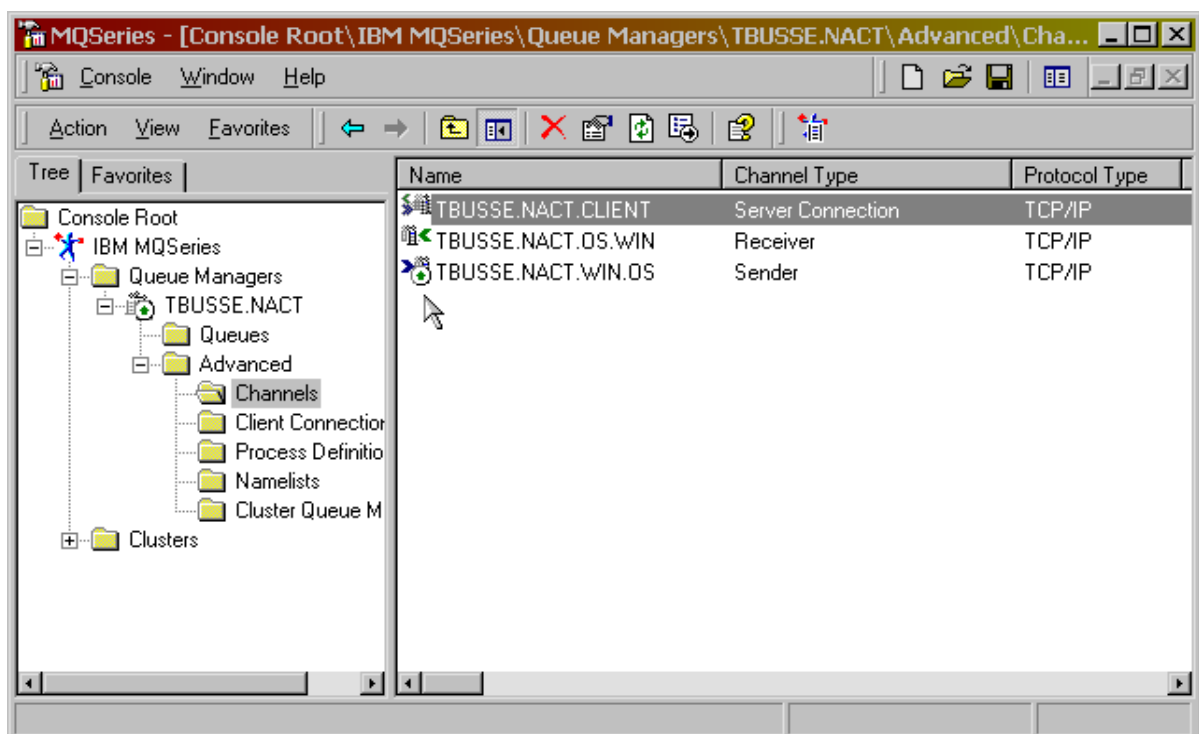 MQSeries - [Console Root\IBM MQSeries\Queue Managers\TBUSSE.NACT\Advanced\Cha...
Console Window Help
Action View Favorites
Tree Favorites
Name Channel Type Protocol Type
Console Root
IBM MQSeries
Queue Managers
TBUSSE.NACT
Queues
Advanced
Channels
Client Connection
Process Definitio
Namelists
Cluster Queue M
Clusters
TBUSSE.NACT.CLIENT Server Connection TCP/IP
TBUSSE.NACT.OS.WIN Receiver TCP/IP
TBUSSE.NACT.WIN.OS Sender TCP/IP